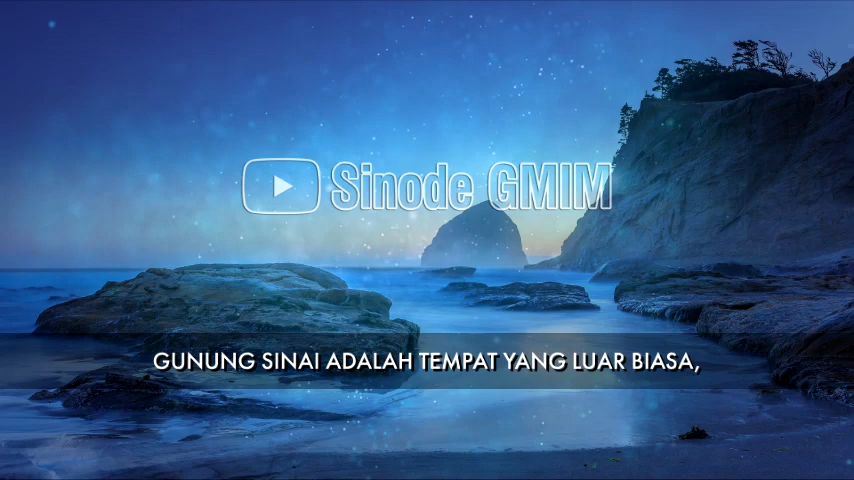 Sinode GMIM
GUNUNG SINAI ADALAH TEMPAT YANG LUAR BIASA,